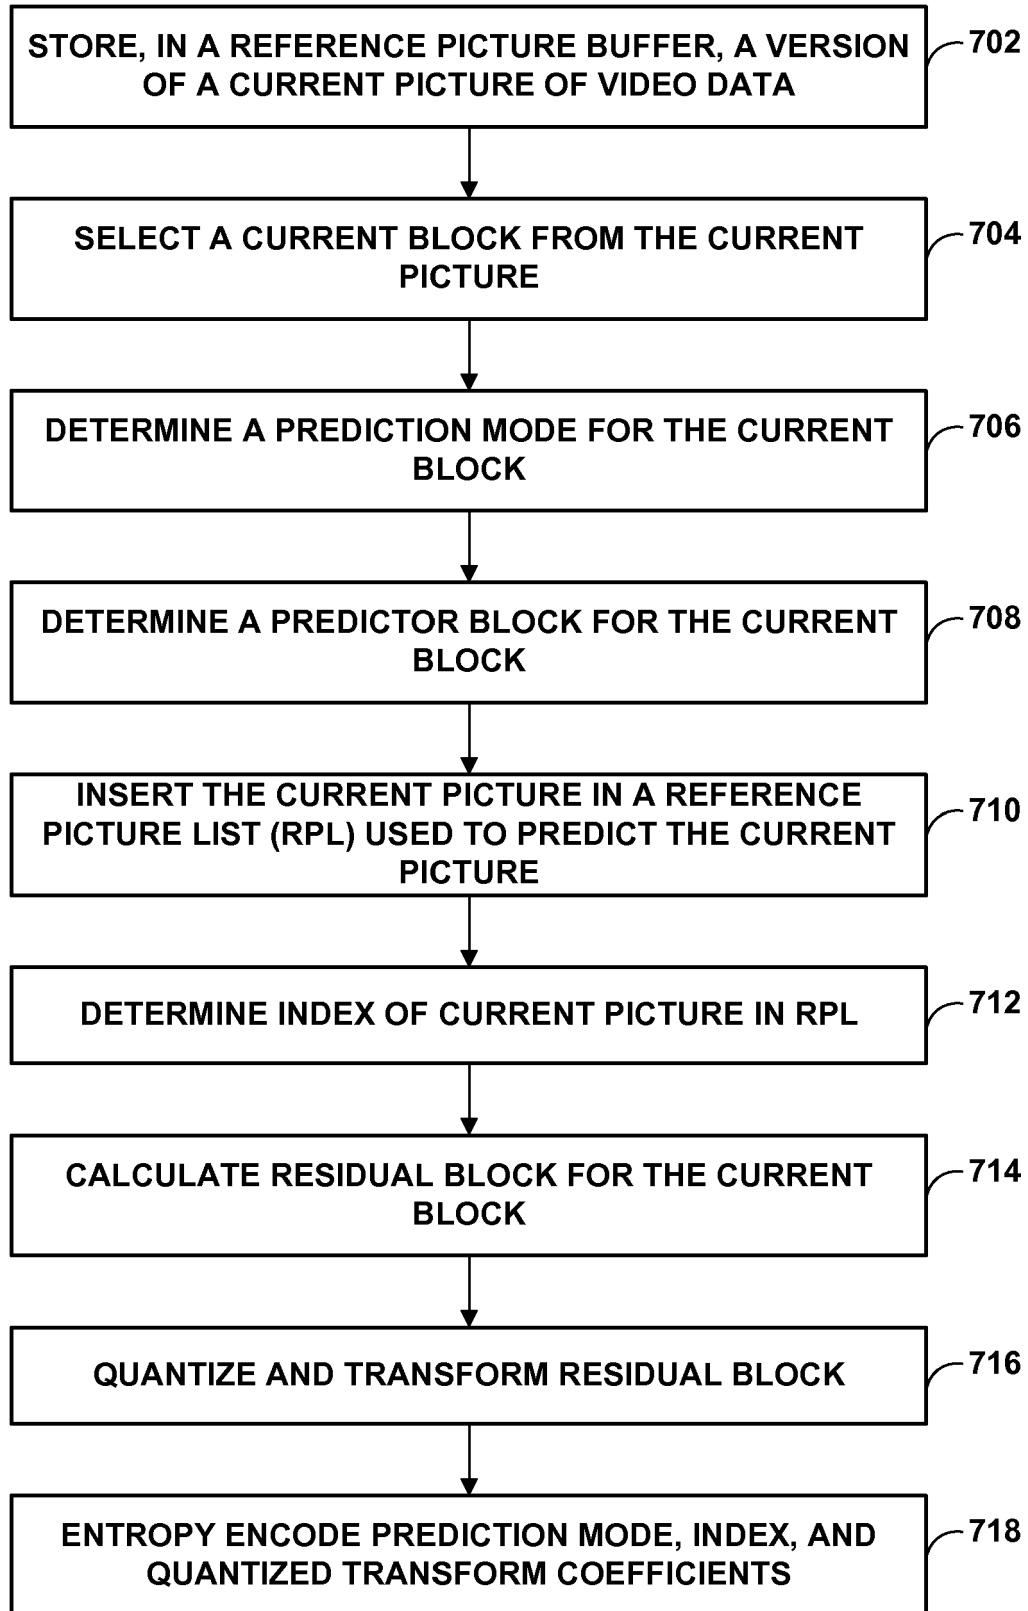 STORE, IN A REFERENCE PICTURE BUFFER, A VERSION
OF A CURRENT PICTURE OF VIDEO DATA
702
SELECT A CURRENT BLOCK FROM THE CURRENT
PICTURE
704
DETERMINE A PREDICTION MODE FOR THE CURRENT
BLOCK
706
DETERMINE A PREDICTOR BLOCK FOR THE CURRENT
BLOCK
708
INSERT THE CURRENT PICTURE IN A REFERENCE
PICTURE LIST (RPL) USED TO PREDICT THE CURRENT
PICTURE
710
DETERMINE INDEX OF CURRENT PICTURE IN RPL
712
CALCULATE RESIDUAL BLOCK FOR THE CURRENT
BLOCK
714
QUANTIZE AND TRANSFORM RESIDUAL BLOCK
716
ENTROPY ENCODE PREDICTION MODE, INDEX, AND
QUANTIZED TRANSFORM COEFFICIENTS
718